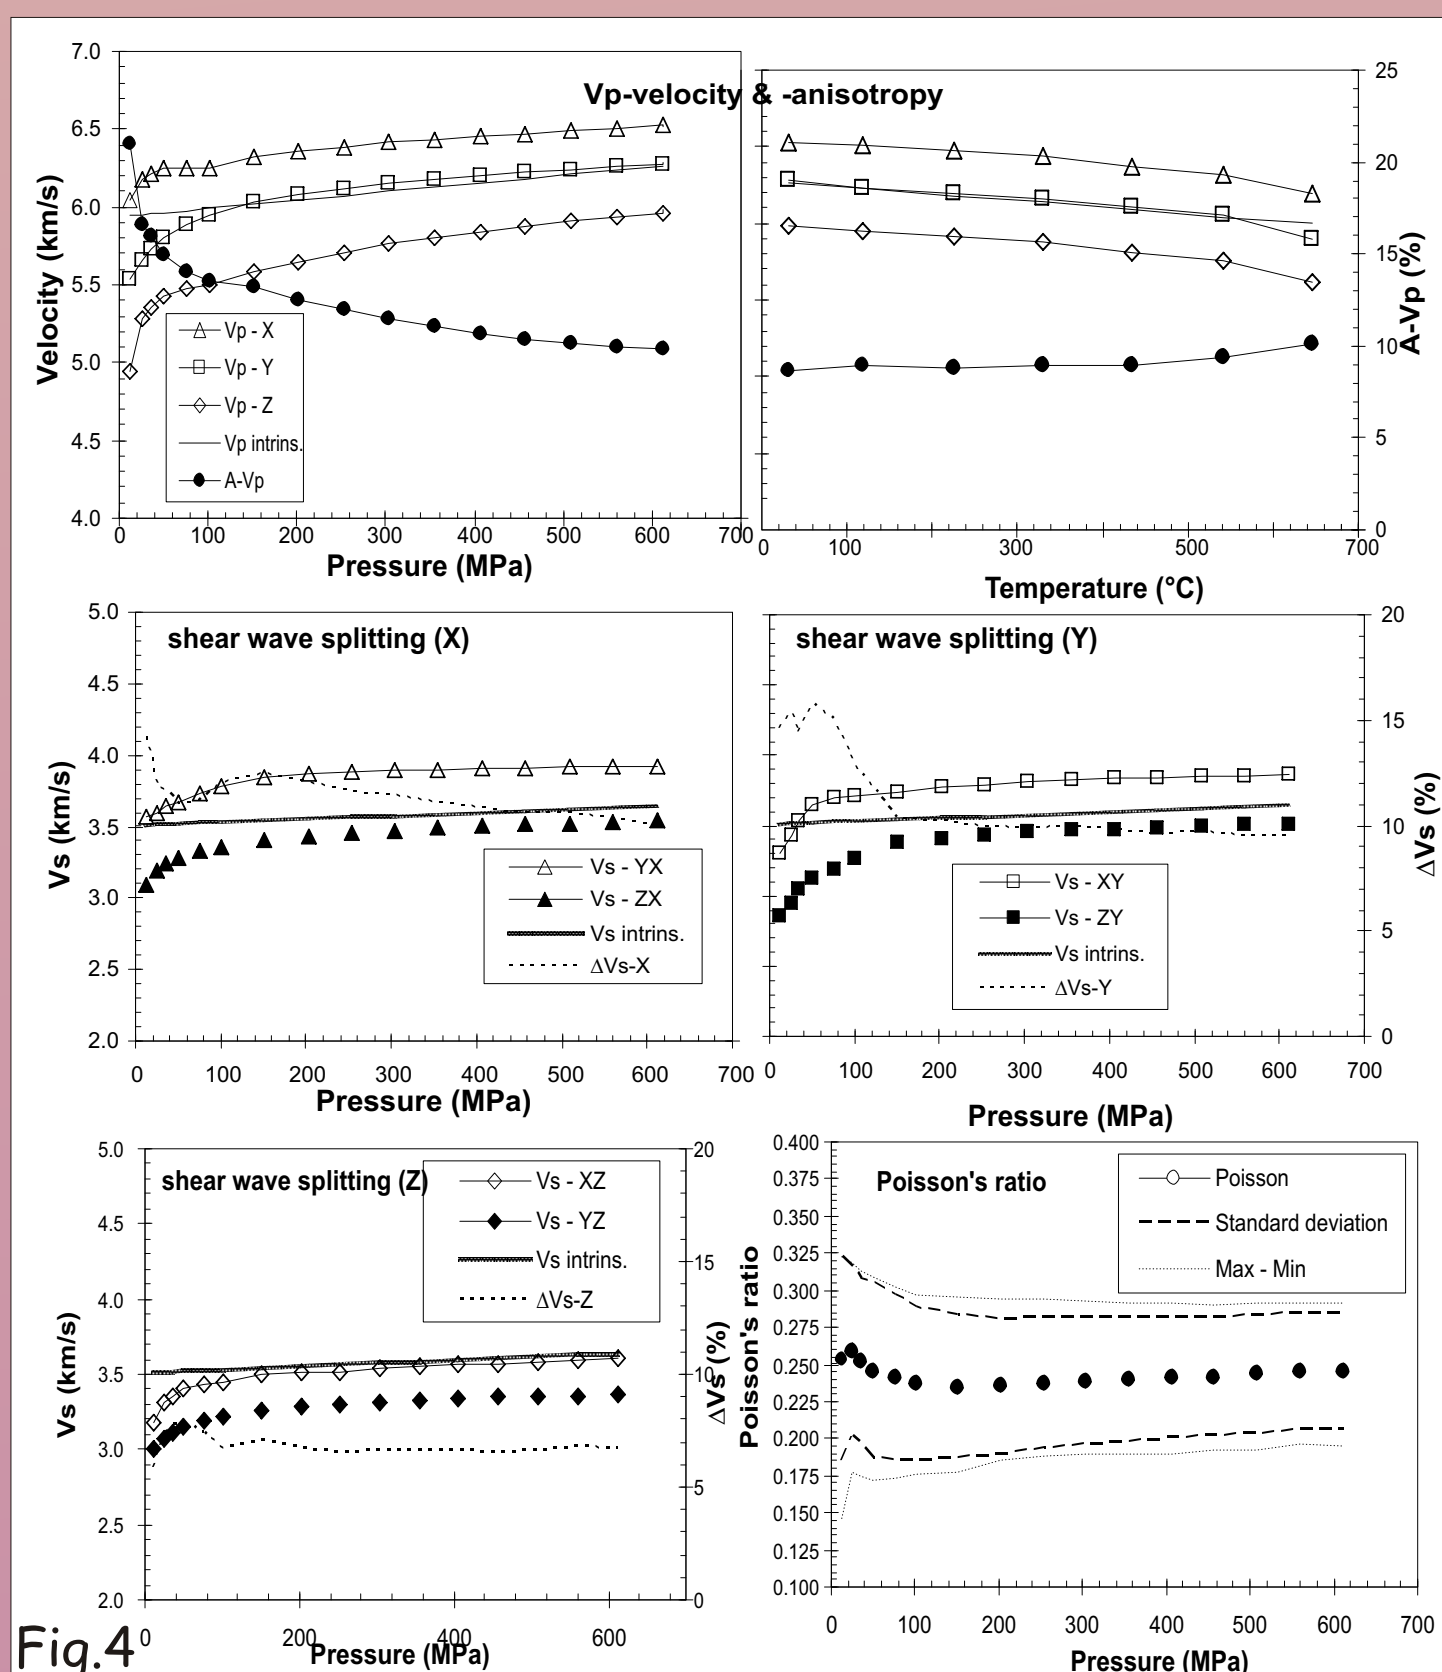 Vp-velocity & -anisotropy
7.0
6.5
6.0
5.5
5.0
4.5
4.0
Velocity (km/s)
Vp - X
Vp - Y
Vp - Z
Vp intrins.
A-Vp
0 100 200 300 400 500 600 700
Pressure (MPa)
25
20
15
10
5
0
A-Vp (%)
0 100 300 500 700
Temperature (°C)
shear wave splitting (X)
5.0
4.5
4.0
3.5
3.0
2.5
2.0
Vs (km/s)
Vs - YX
Vs - ZX
Vs intrins.
ΔVs-X
0 100 200 300 400 500 600 700
Pressure (MPa)
shear wave splitting (Y)
20
15
10
5
0
ΔVs (%)
Vs - XY
Vs - ZY
Vs intrins.
ΔVs-Y
0 100 200 300 400 500 600 700
Pressure (MPa)
shear wave splitting (Z)
5.0
4.5
4.0
3.5
3.0
2.5
2.0
Vs (km/s)
Vs - XZ
Vs - YZ
Vs intrins.
ΔVs-Z
20
15
10
5
0
ΔVs (%)
0 200 400 600
Pressure (MPa)
Poisson's ratio
0.400
0.375
0.350
0.325
0.300
0.275
0.250
0.225
0.200
0.175
0.150
0.125
0.100
Poisson's ratio
Poisson
Standard deviation
Max - Min
0 100 200 300 400 500 600 700
Pressure (MPa)
Fig.4